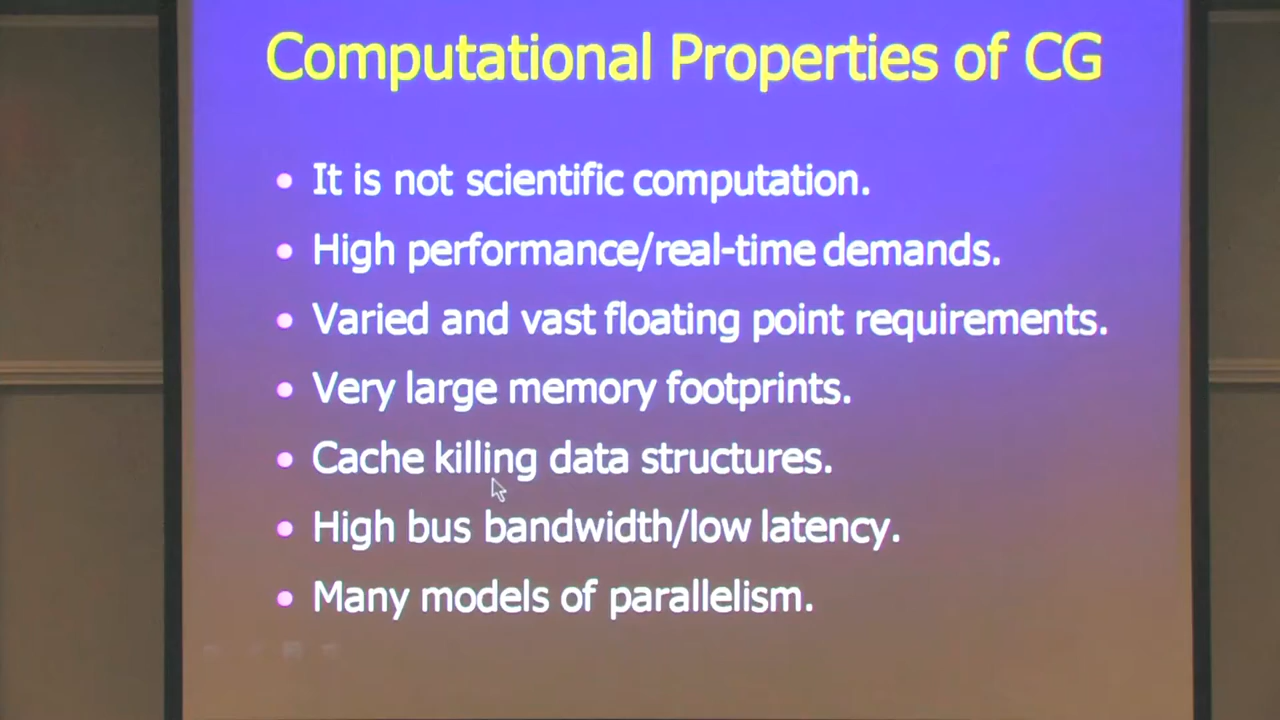 Computational Properties of CG
• It is not scientific computation.
• High performance/real-time demands.
• Varied and vast floating point requirements.
• Very large memory footprints.
• Cache killing data structures.
• High bus bandwidth/low latency.
• Many models of parallelism.